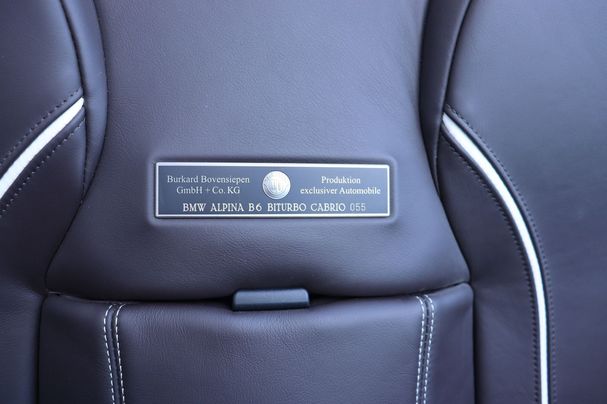 Burkard Bovensiepen
GmbH + Co. KG
Produktion
exclusiver Automobile
BMW ALPINA B6 BITURBO CABRIO 055